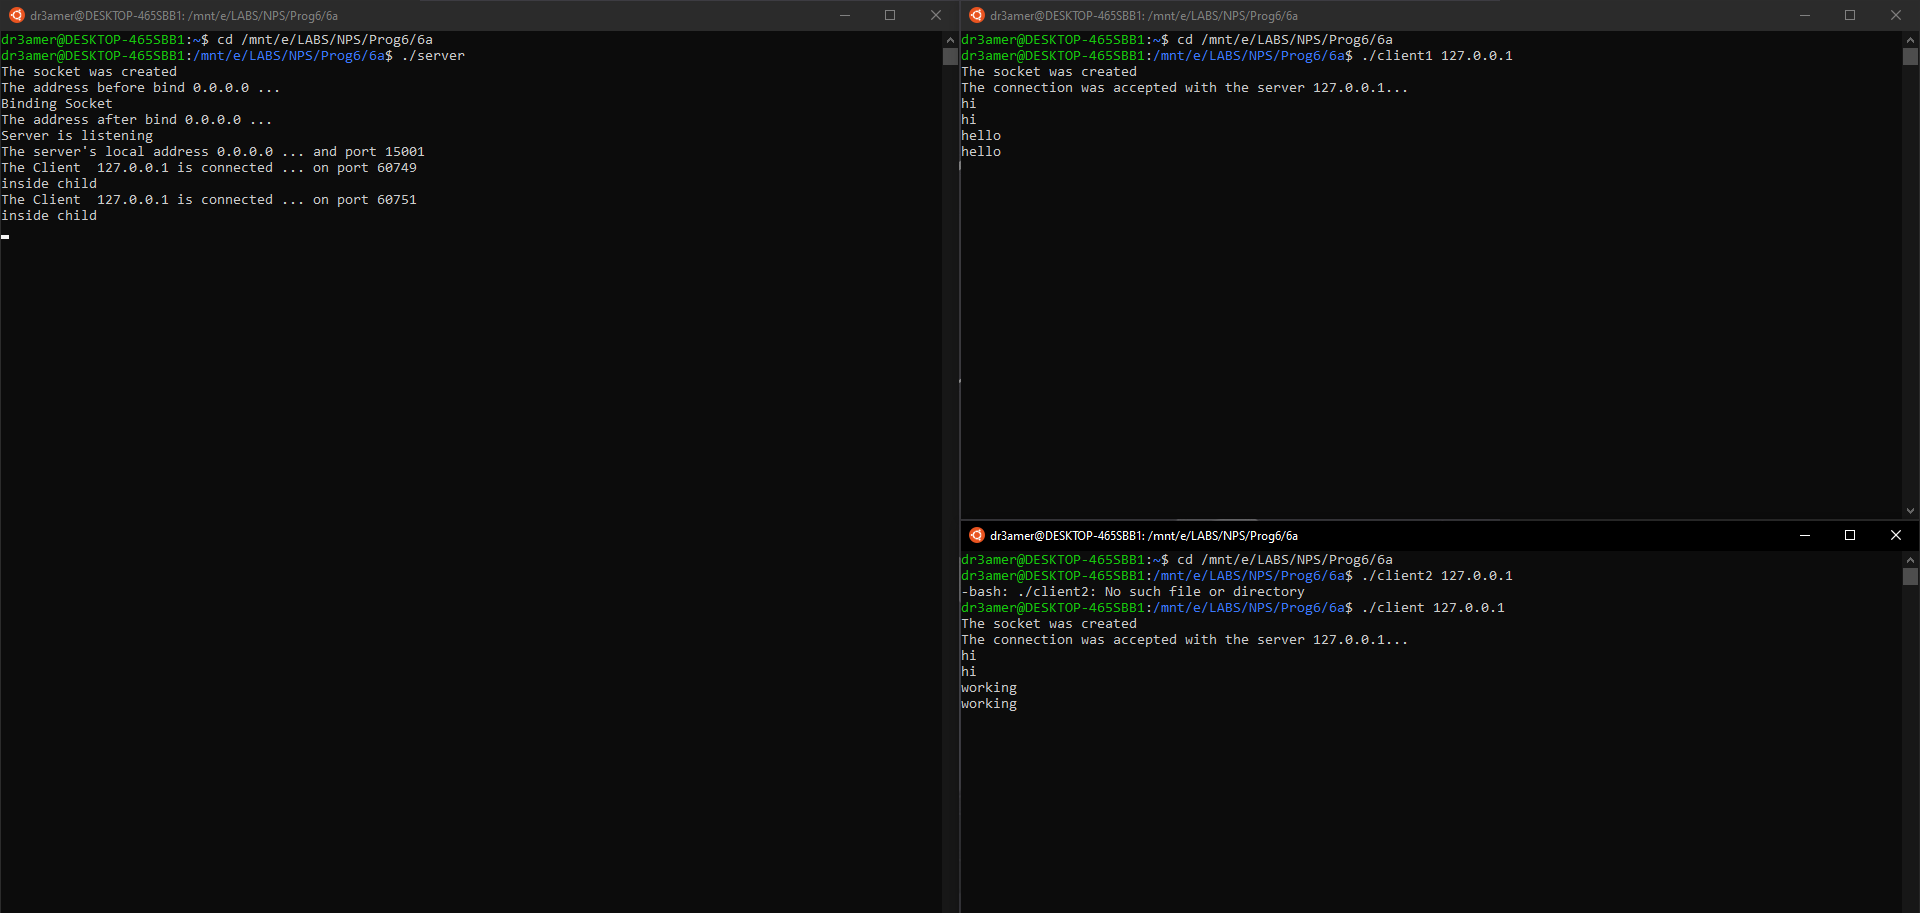 dr3amer@DESKTOP-465SBB1: /mnt/e/LABS/NPS/Prog6/6a
dr3amer@DESKTOP-465SBB1:~$ cd /mnt/e/LABS/NPS/Prog6/6a
dr3amer@DESKTOP-465SBB1:/mnt/e/LABS/NPS/Prog6/6a$ ./server
The socket was created
The address before bind 0.0.0.0 ...
Binding Socket
The address after bind 0.0.0.0 ...
Server is listening
The server's local address 0.0.0.0 ... and port 15001
The Client  127.0.0.1 is connected ... on port 60749
inside child
The Client  127.0.0.1 is connected ... on port 60751
inside child
dr3amer@DESKTOP-465SBB1: /mnt/e/LABS/NPS/Prog6/6a
dr3amer@DESKTOP-465SBB1:~$ cd /mnt/e/LABS/NPS/Prog6/6a
dr3amer@DESKTOP-465SBB1:/mnt/e/LABS/NPS/Prog6/6a$ ./client1 127.0.0.1
The socket was created
The connection was accepted with the server 127.0.0.1...
hi
hi
hello
hello
dr3amer@DESKTOP-465SBB1: /mnt/e/LABS/NPS/Prog6/6a
dr3amer@DESKTOP-465SBB1:~$ cd /mnt/e/LABS/NPS/Prog6/6a
dr3amer@DESKTOP-465SBB1:/mnt/e/LABS/NPS/Prog6/6a$ ./client2 127.0.0.1
-bash: ./client2: No such file or directory
dr3amer@DESKTOP-465SBB1:/mnt/e/LABS/NPS/Prog6/6a$ ./client 127.0.0.1
The socket was created
The connection was accepted with the server 127.0.0.1...
hi
hi
working
working